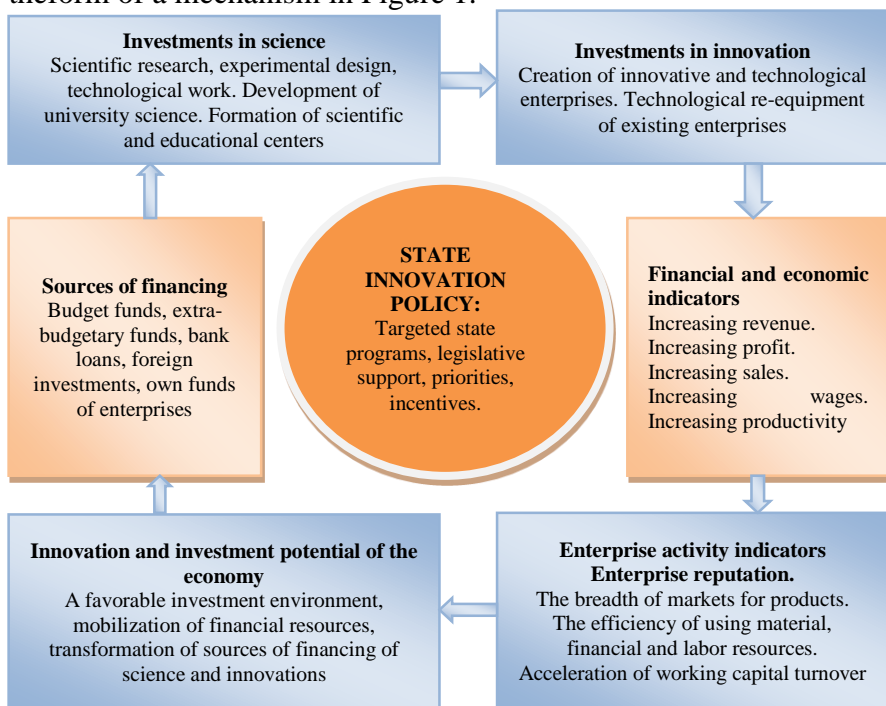 theform of a mechanism in Figure 1.
Investments in science
Scientific research, experimental design,
technological work. Development of
university science. Formation of scientific
and educational centers
Investments in innovation
Creation of innovative and technological
enterprises. Technological re-equipment
of existing enterprises
Sources of financing
Budget funds, extra-
budgetary funds, bank
loans, foreign
investments, own funds
of enterprises
STATE
INNOVATION
POLICY:
Targeted state
programs, legislative
support, priorities,
incentives.
Financial and economic
indicators
Increasing revenue.
Increasing profit.
Increasing sales.
Increasing wages.
Increasing productivity
Innovation and investment potential of the
economy
A favorable investment environment,
mobilization of financial resources,
transformation of sources of financing of
science and innovations
Enterprise activity indicators
Enterprise reputation.
The breadth of markets for products.
The efficiency of using material,
financial and labor resources.
Acceleration of working capital turnover